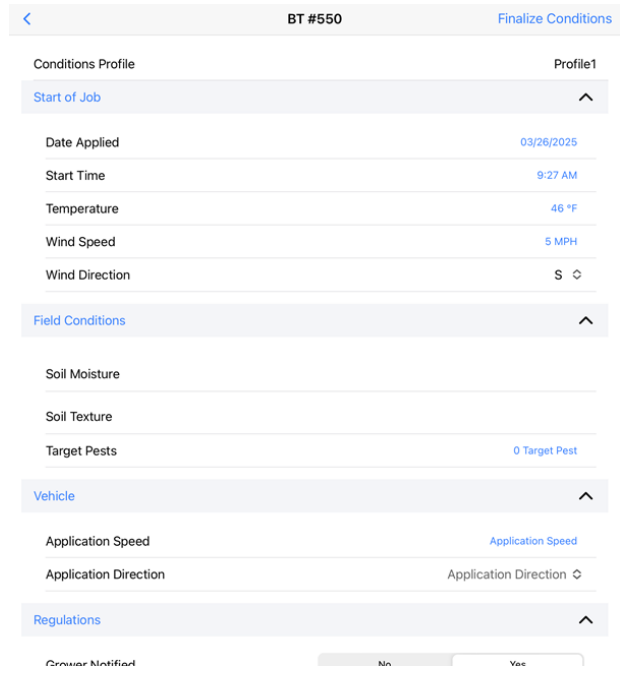 BT #550 Finalize Conditions
Conditions Profile Profile1
Start of Job
Date Applied 03/26/2025
Start Time 9:27 AM
Temperature 46 °F
Wind Speed 5 MPH
Wind Direction S
Field Conditions
Soil Moisture
Soil Texture
Target Pests 0 Target Pest
Vehicle
Application Speed Application Speed
Application Direction Application Direction
Regulations
Grower Notified No Yes